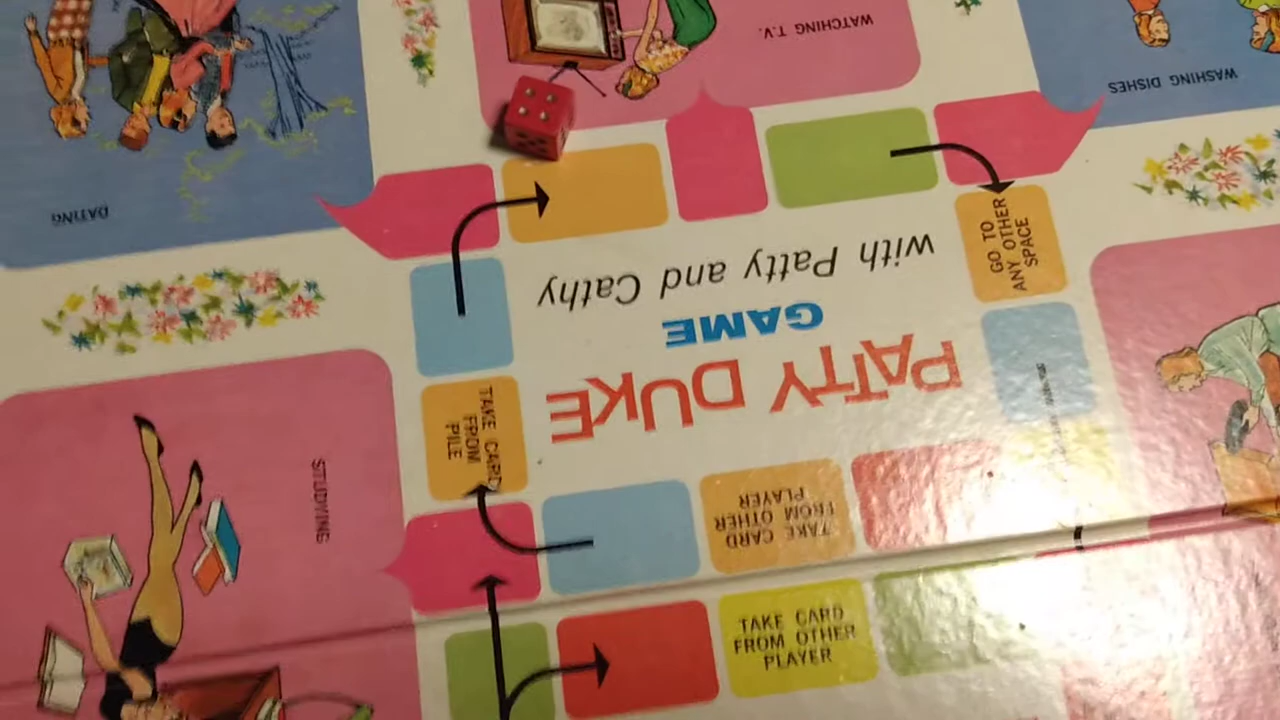 WATCHING T.V.
WASHING DISHES
DATING
GO TO
ANY OTHER
SPACE
PATTY DUKE
GAME
with Patty and Cathy
TAKE CARD
FROM
PILE
STUDYING
TAKE CARD
FROM OTHER
PLAYER
TAKE CARD
FROM OTHER
PLAYER